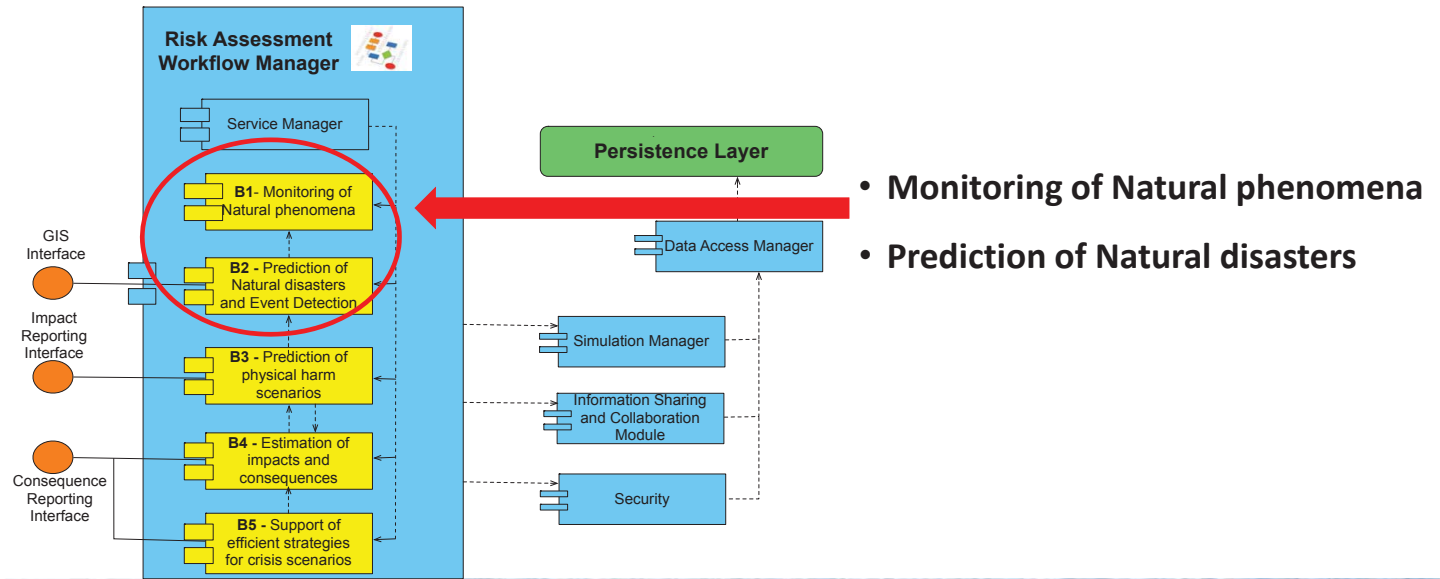 Risk Assessment
Workflow Manager
Service Manager
B1- Monitoring of
Natural phenomena
B2 - Prediction of
Natural disasters
and Event Detection
B3 - Prediction of
physical harm
scenarios
B4 - Estimation of
impacts and
consequences
B5 - Support of
efficient strategies
for crisis scenarios
GIS
Interface
Impact
Reporting
Interface
Consequence
Reporting
Interface
Persistence Layer
Data Access Manager
Simulation Manager
Information Sharing
and Collaboration
Module
Security
• Monitoring of Natural phenomena
• Prediction of Natural disasters